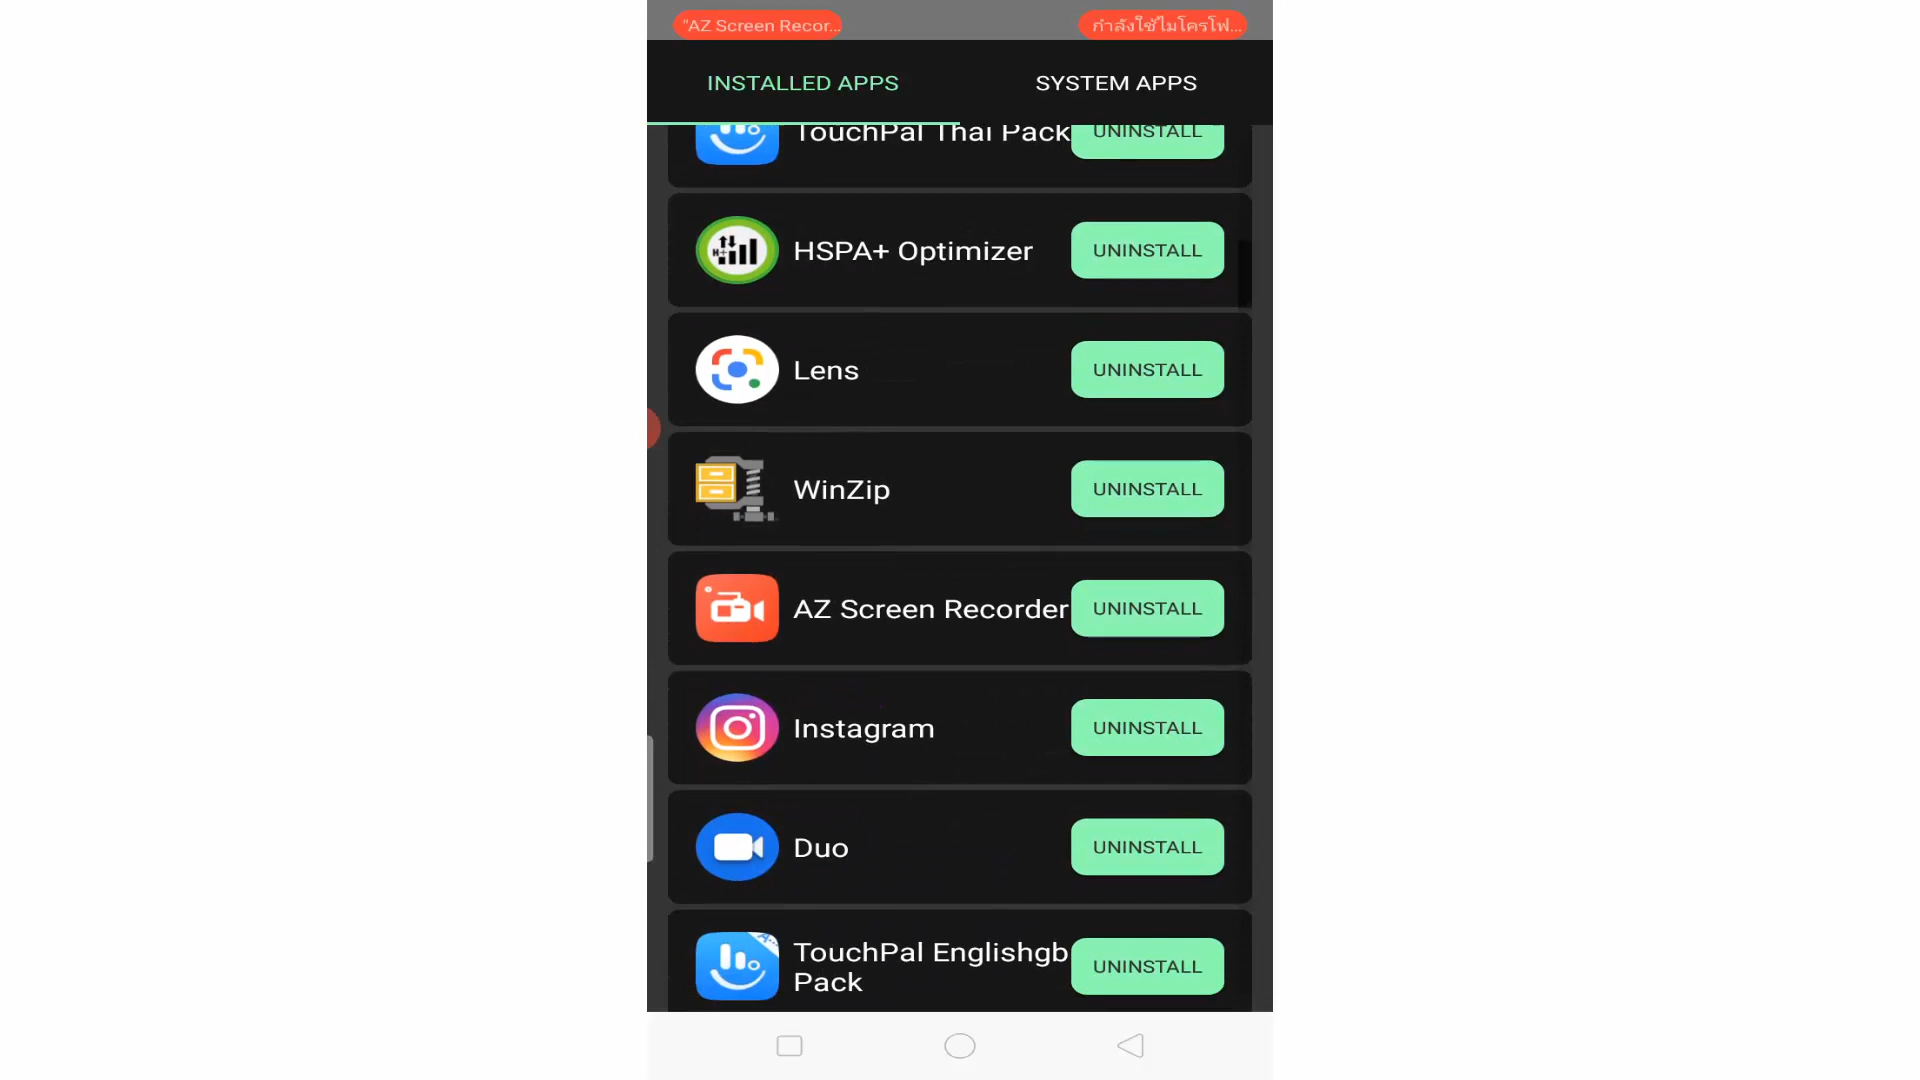 "AZ Screen Recor...
กำลังใช้ไมโครโฟ...
INSTALLED APPS
SYSTEM APPS
TouchPal Thai Pack
UNINSTALL
HSPA+ Optimizer
UNINSTALL
Lens
UNINSTALL
WinZip
UNINSTALL
AZ Screen Recorder
UNINSTALL
Instagram
UNINSTALL
Duo
UNINSTALL
TouchPal Englishgb
Pack
UNINSTALL